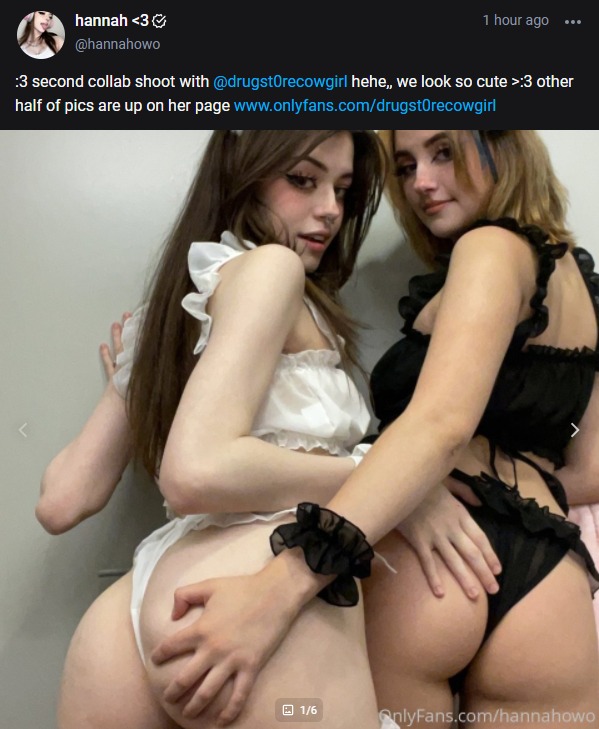 hannah <3
@hannahowo
1 hour ago
:3 second collab shoot with @drugst0recowgirl hehe,, we look so cute >:3 other
half of pics are up on her page www.onlyfans.com/drugst0recowgirl
1/6
OnlyFans.com/hannahowo